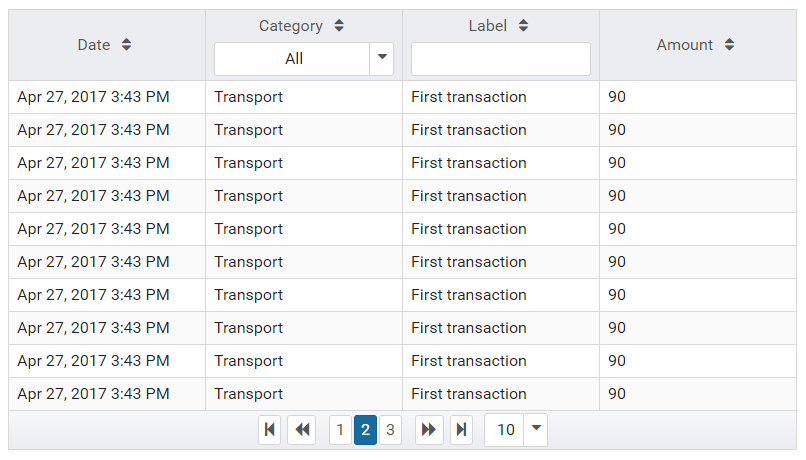 Date Category Label Amount
All
Apr 27, 2017 3:43 PM Transport First transaction 90
Apr 27, 2017 3:43 PM Transport First transaction 90
Apr 27, 2017 3:43 PM Transport First transaction 90
Apr 27, 2017 3:43 PM Transport First transaction 90
Apr 27, 2017 3:43 PM Transport First transaction 90
Apr 27, 2017 3:43 PM Transport First transaction 90
Apr 27, 2017 3:43 PM Transport First transaction 90
Apr 27, 2017 3:43 PM Transport First transaction 90
Apr 27, 2017 3:43 PM Transport First transaction 90
Apr 27, 2017 3:43 PM Transport First transaction 90
1 2 3 10